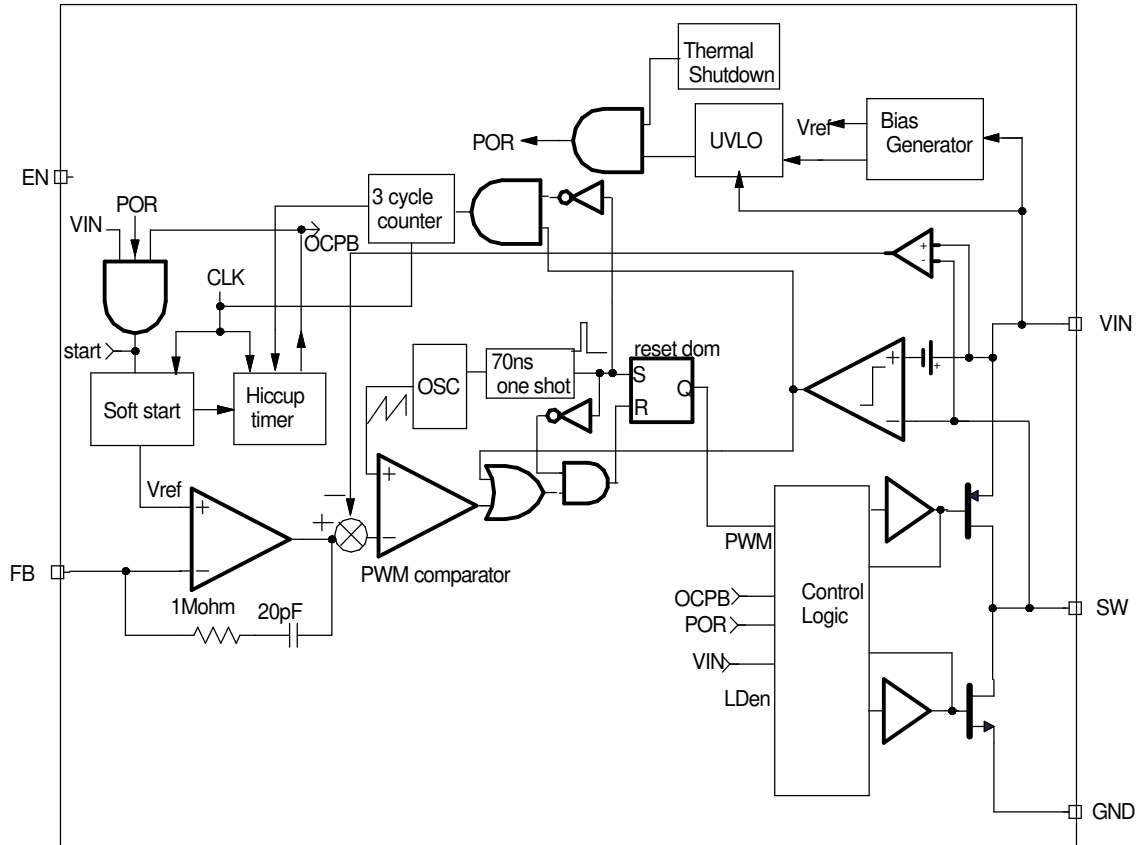 Thermal
Shutdown
POR
UVLO
Vref
Bias
Generator
EN
3 cycle
counter
VIN
POR
OCPB
CLK
+
-
VIN
start
reset dom
+
+
OSC
70ns
one shot
S
Q
R
Soft start
Hiccup
timer
−
Vref
+
−
+
+
−
−
PWM comparator
PWM
FB
1Mohm
20pF
OCPB
Control
Logic
POR
SW
VIN
LDen
GND